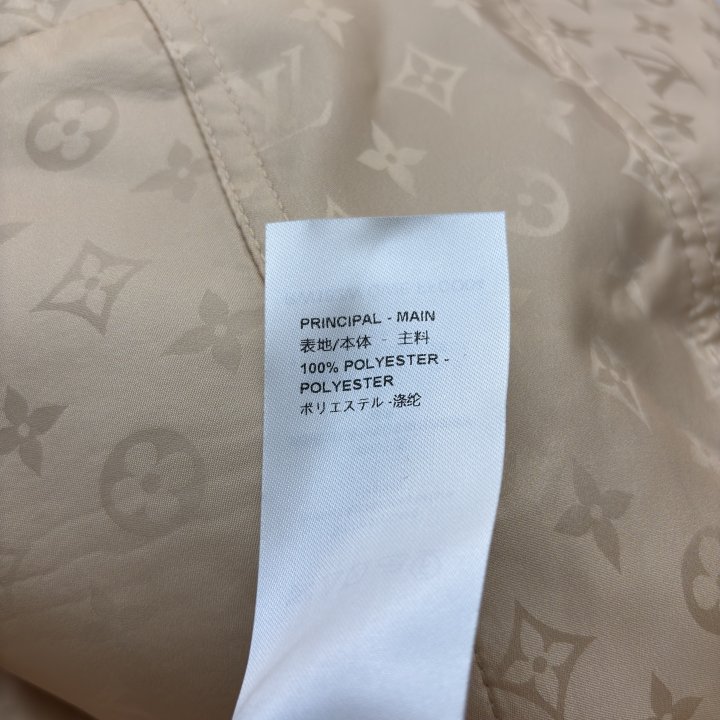 PRINCIPAL - MAIN
表地/本体 - 主料
100% POLYESTER -
POLYESTER
ポリエステル -涤纶